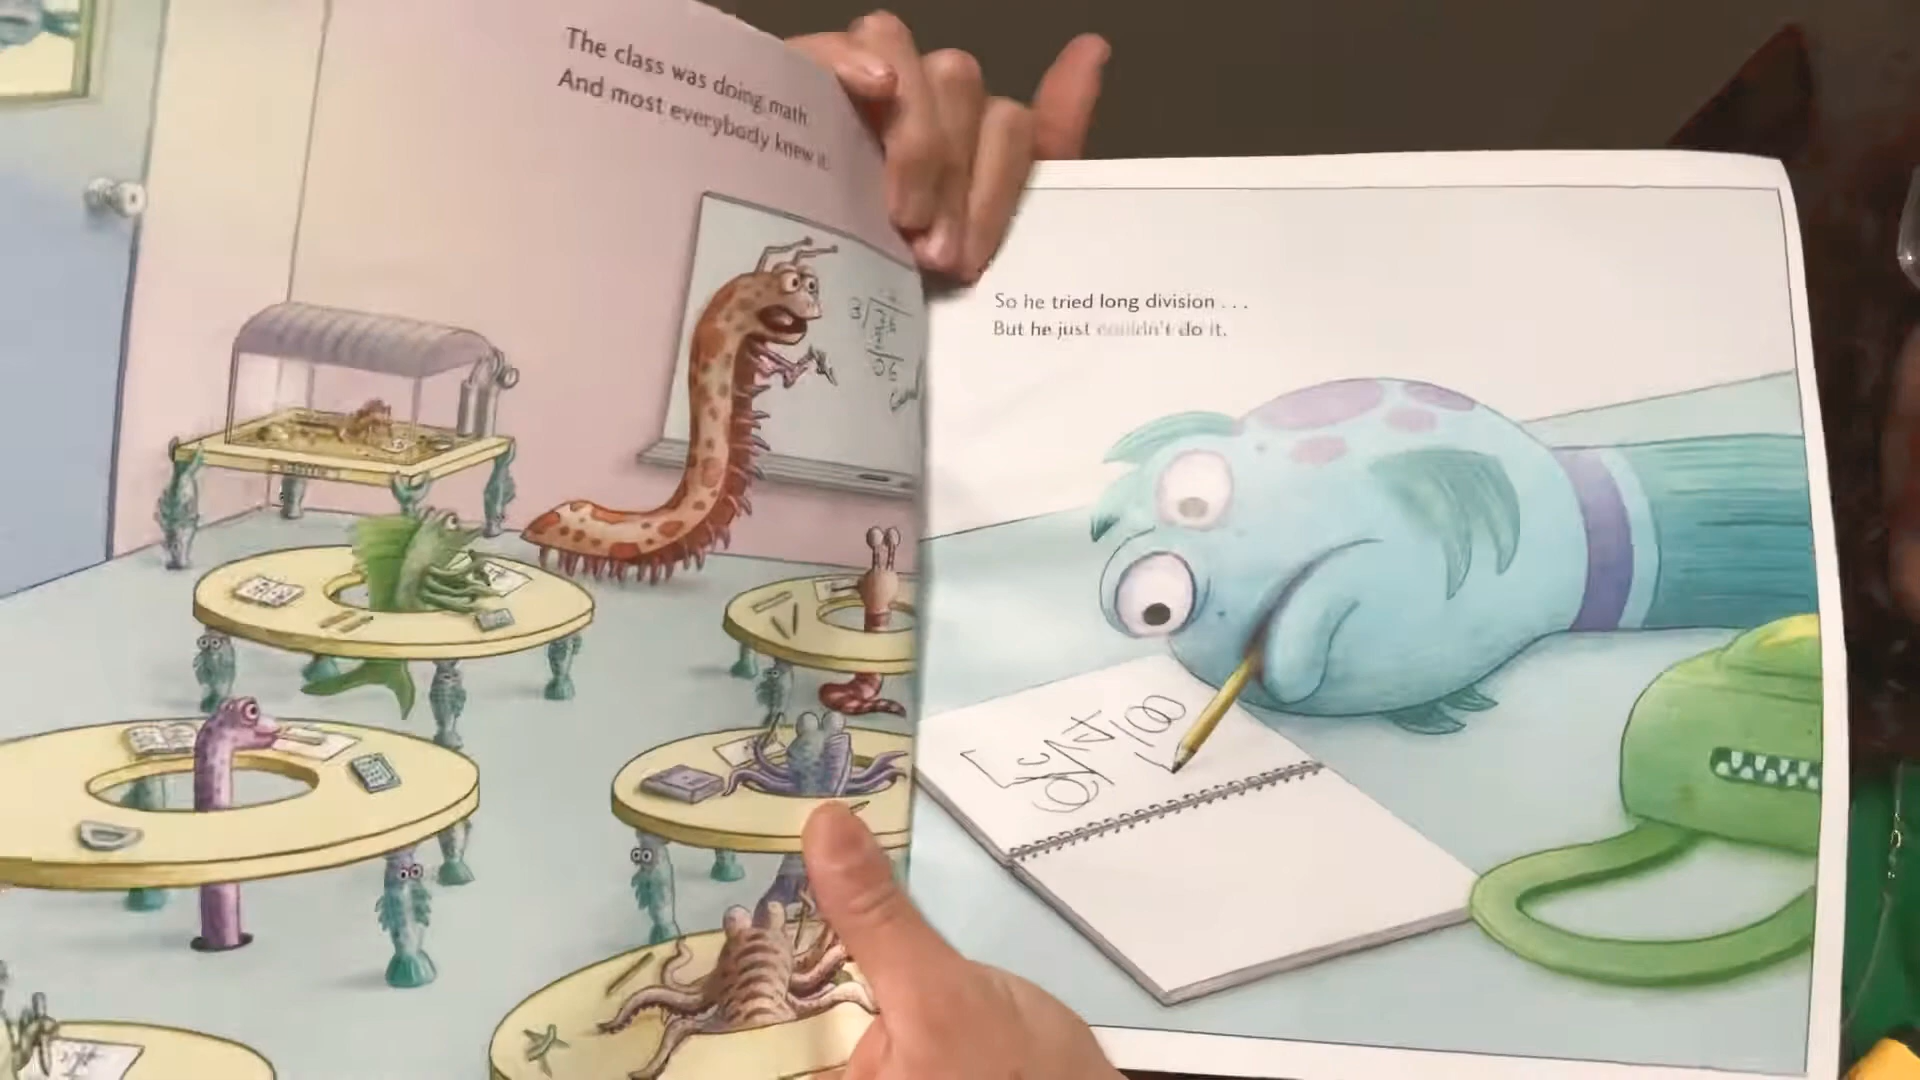 The class was doing math.
And most everybody knew it.
So he tried long division . . .
But he just couldn't do it.